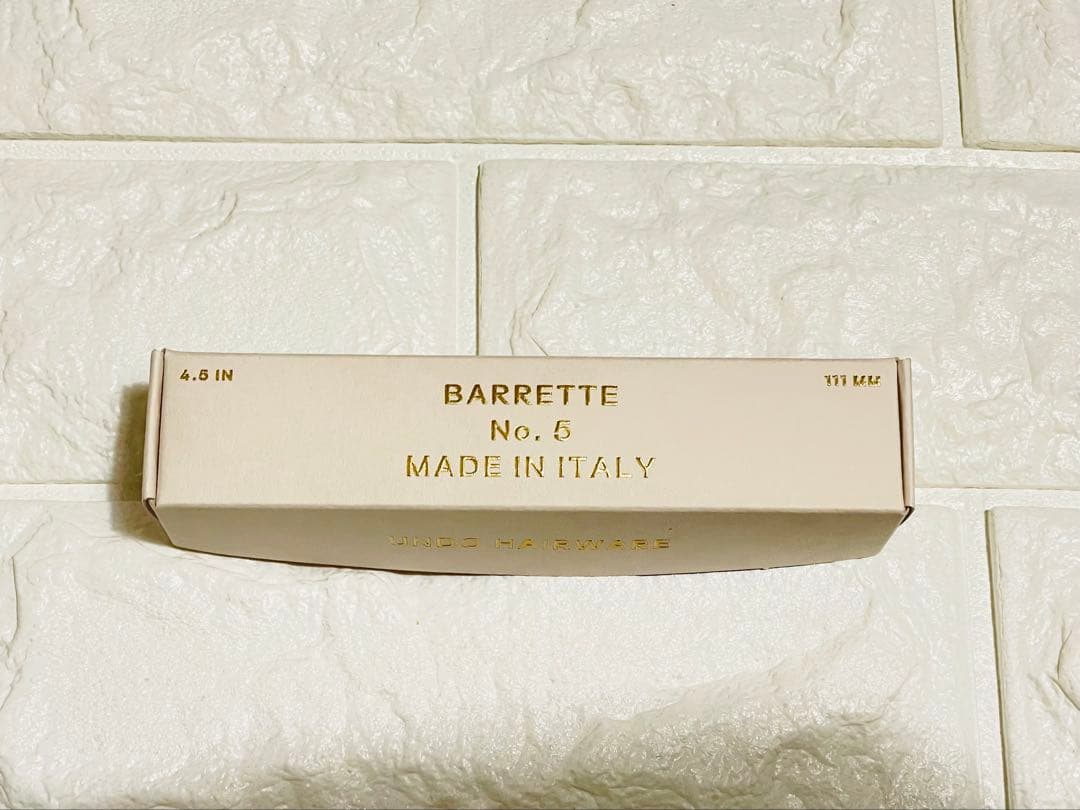 4.5 IN
111 MM
BARRETTE
No. 5
MADE IN ITALY
UNDO HAIRWARE